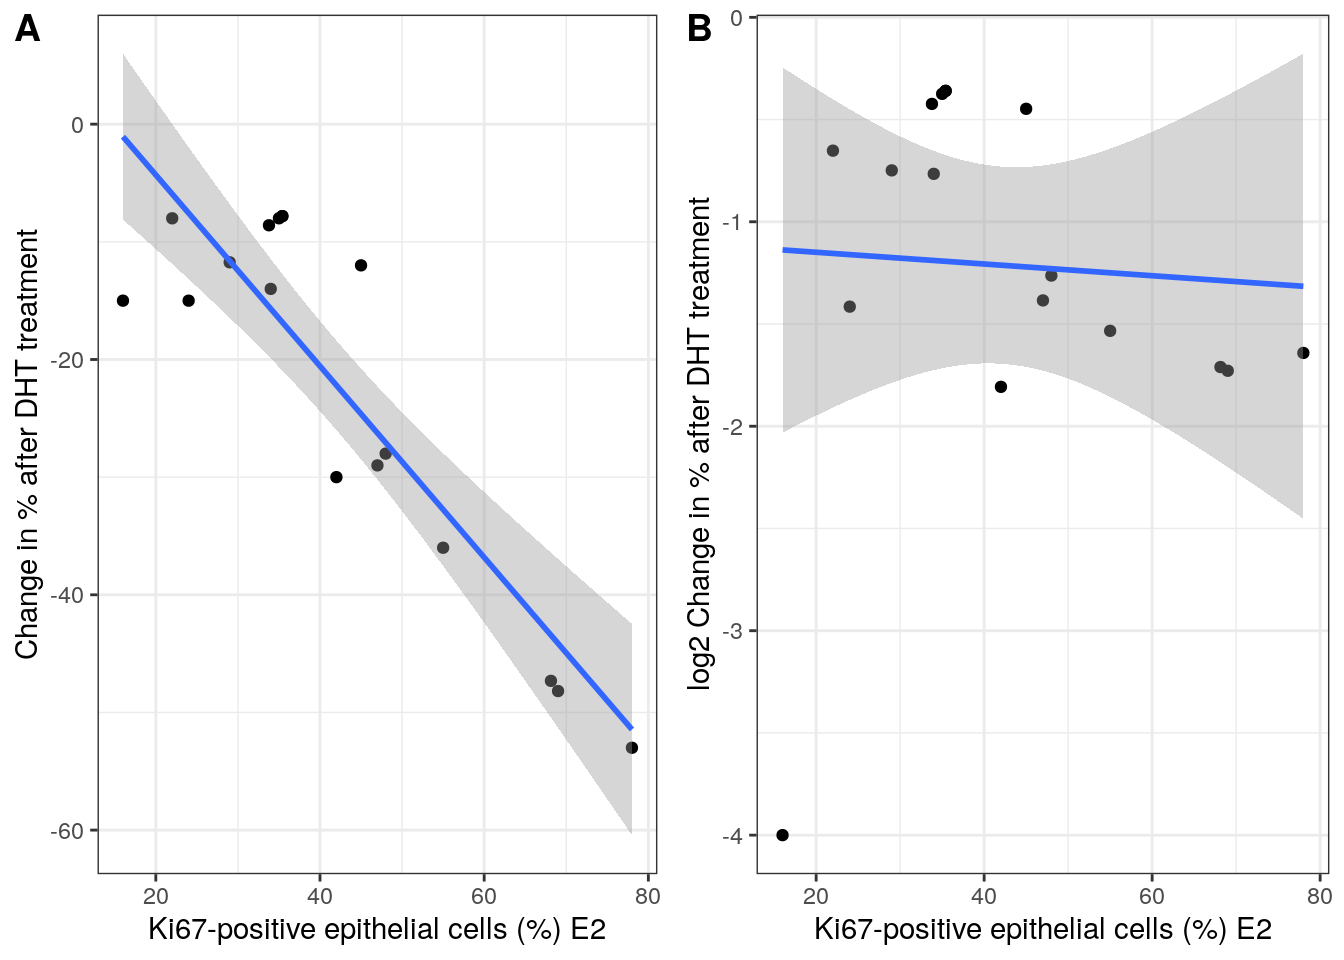 A
Change in % after DHT treatment
0
-20
-40
-60
20 40 60 80
Ki67-positive epithelial cells (%) E2
B
log2 Change in % after DHT treatment
0
-1
-2
-3
-4
20 40 60 80
Ki67-positive epithelial cells (%) E2